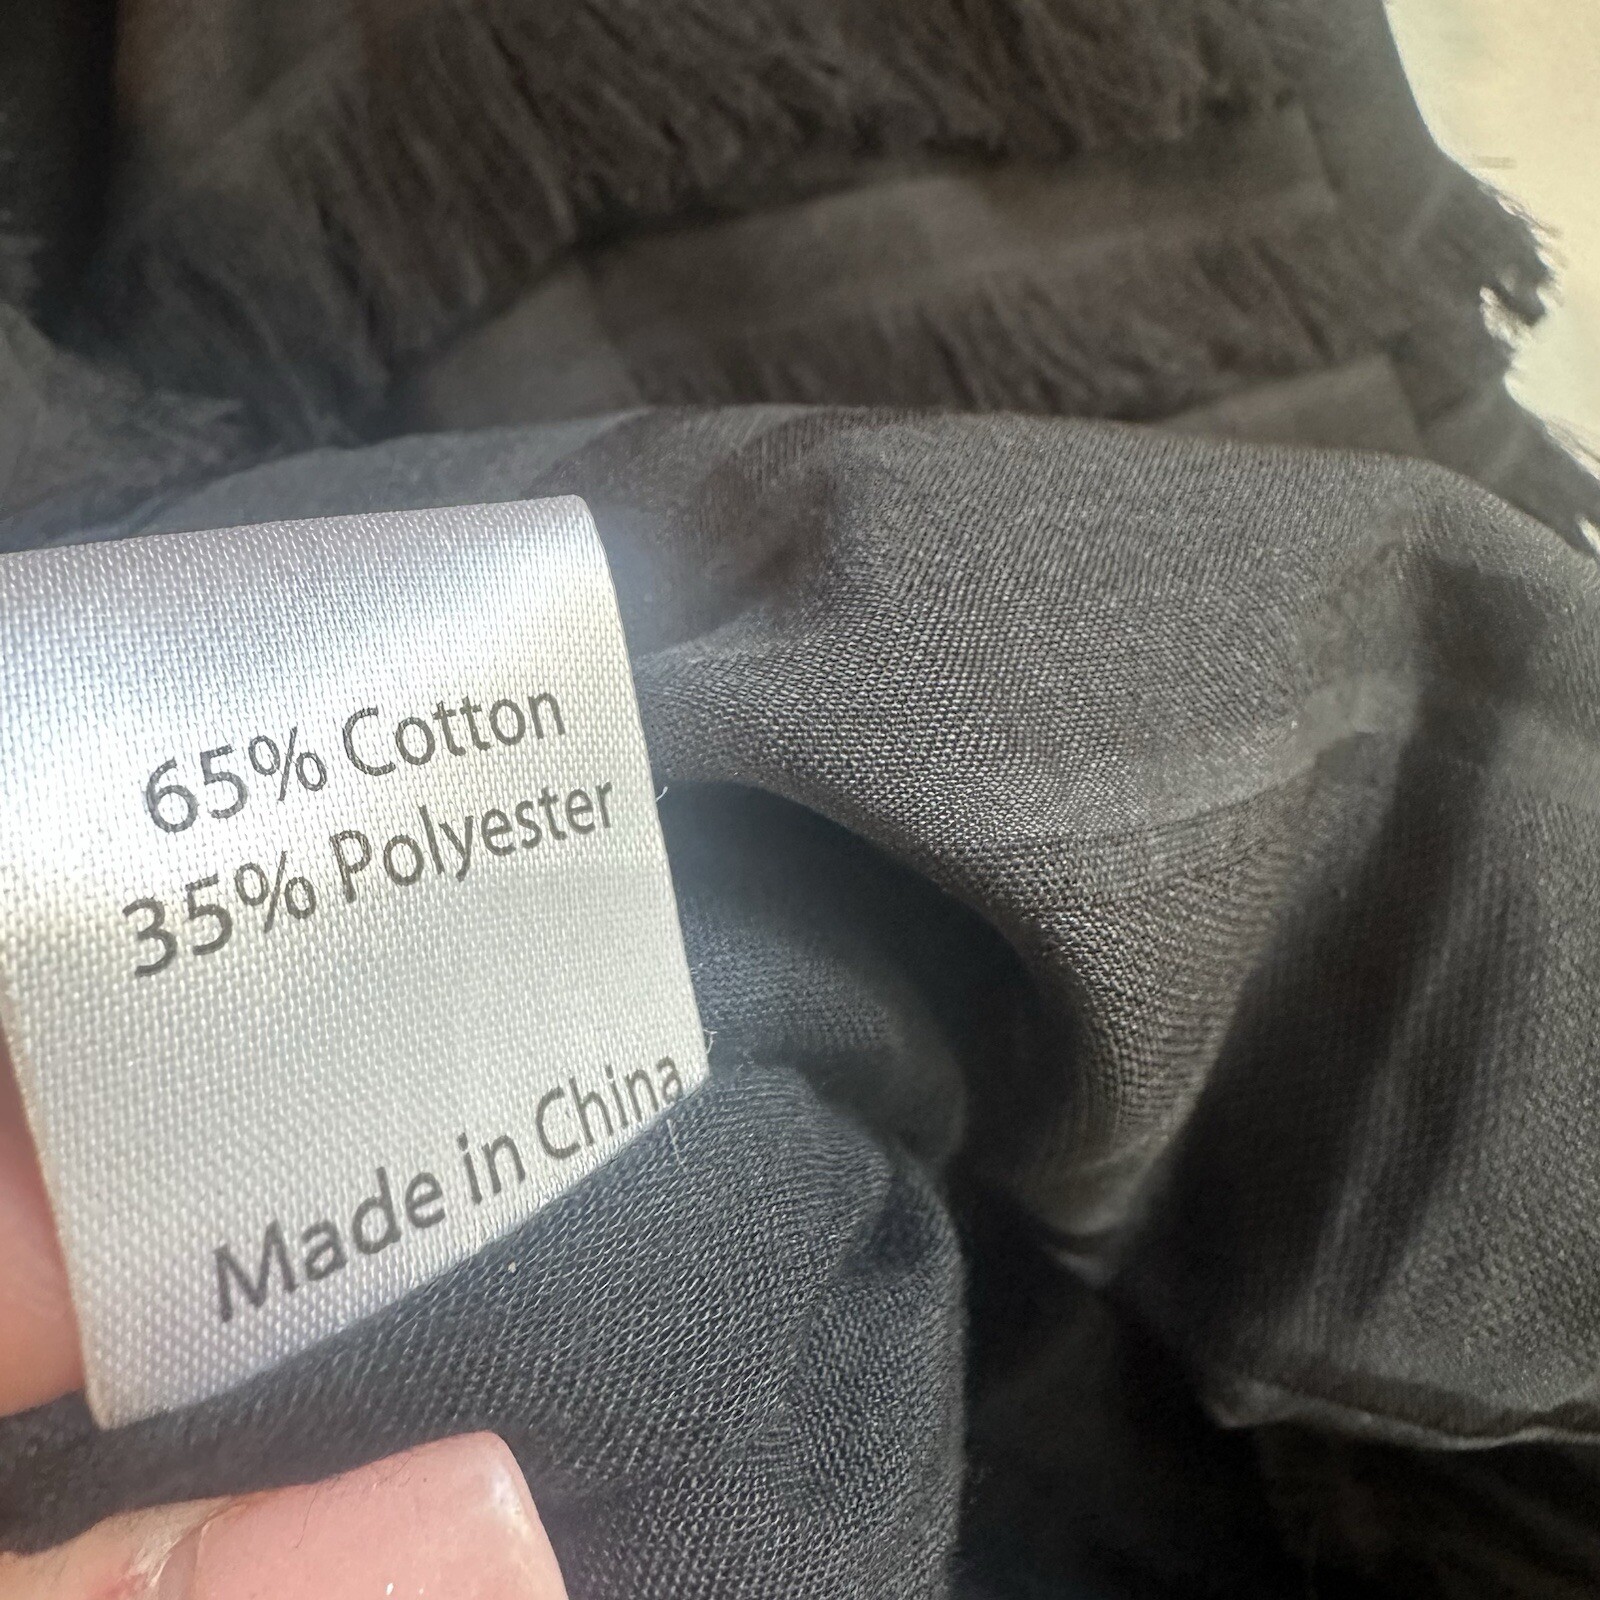 65% Cotton
35% Polyester
Made in China